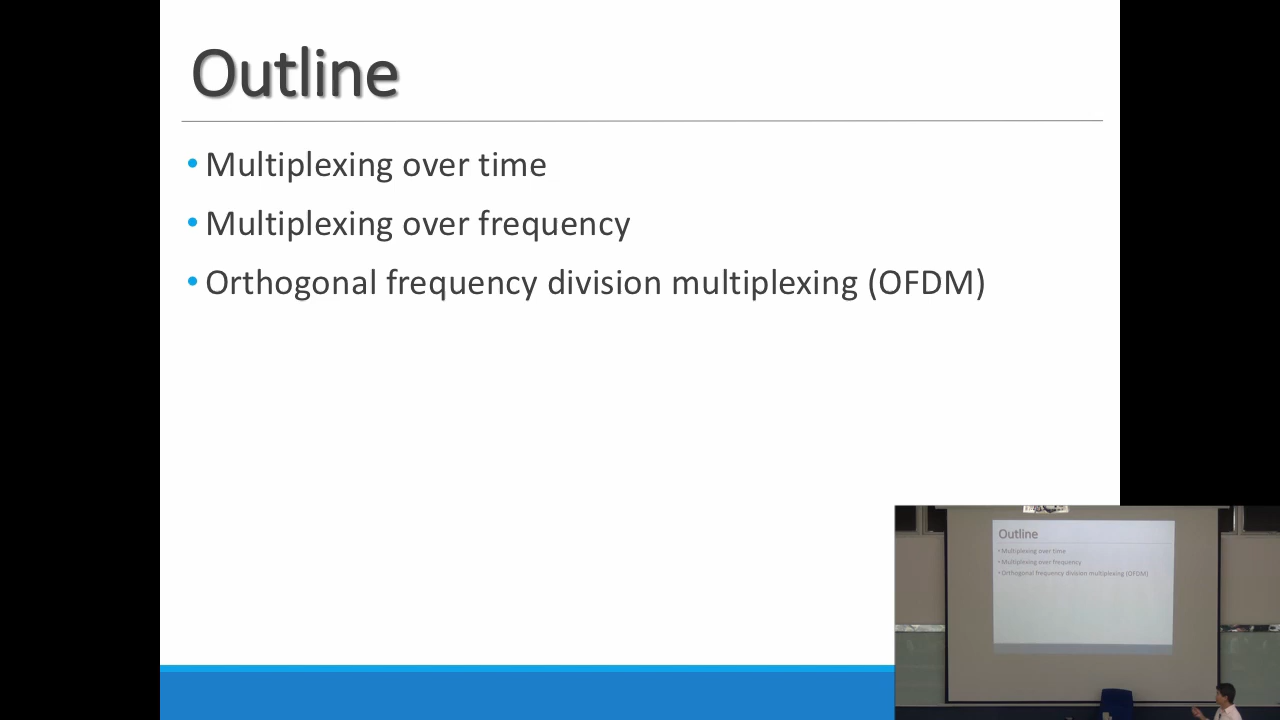 Outline
• Multiplexing over time
• Multiplexing over frequency
• Orthogonal frequency division multiplexing (OFDM)
Outline
• Multiplexing over time
• Multiplexing over frequency
• Orthogonal frequency division multiplexing (OFDM)